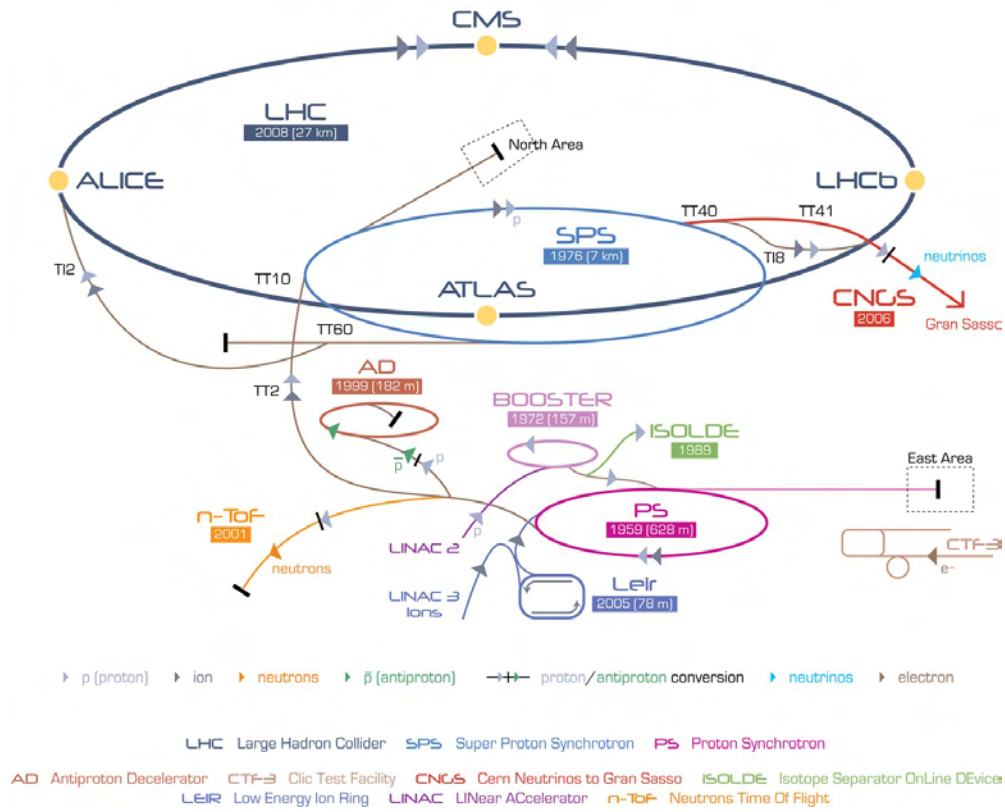 CMS
LHC
2008 (27 km)
North Area
ALICE
LHCb
TT40
TT41
p
SPS
1976 (7 km)
TI8
neutrinos
TI2
TT10
ATLAS
CNGS
2006
Gran Sasso
TT60
AD
1999 (182 m)
TT2
BOOSTER
1972 (157 m)
ISOLDE
1989
p̅
p
East Area
n-ToF
2001
PS
1959 (628 m)
LINAC 2
p
neutrons
CTF-3
e-
LINAC 3
Ions
Leir
2005 (78 m)
p (proton) ion neutrons p̅ (antiproton) proton/antiproton conversion neutrinos electron
LHC Large Hadron Collider SPS Super Proton Synchrotron PS Proton Synchrotron
AD Antiproton Decelerator CTF-3 Clic Test Facility CNGS Cern Neutrinos to Gran Sasso ISOLDE Isotope Separator OnLine DEvice
LEIR Low Energy Ion Ring LINAC LINear ACcelerator n-ToF Neutrons Time Of Flight